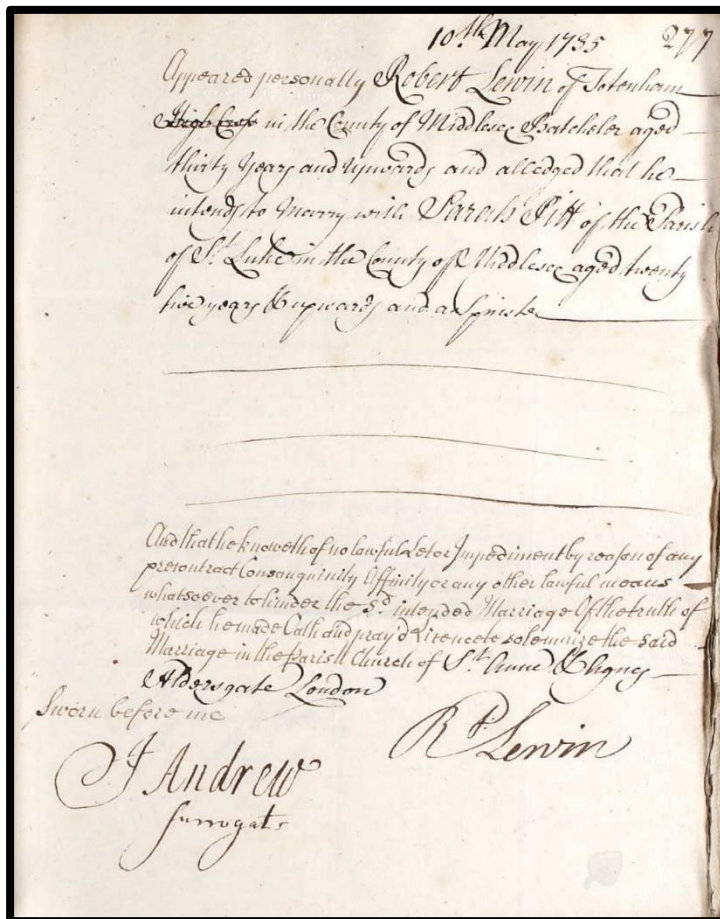 10.th May 1735 277
Appeared personally Robert Lewin of Totenham
High Cross in the County of Middlesex Batcheler aged
thirty years and upwards and alledged that he
intends to Marry with Sarah Pitt of the Parish
of St. Luke in the County of Middlesex aged twenty
five years & upwards and a Spinster
And that he knoweth of no lawful Let or Impediment by reason of any
precontract Consanguinity Affinity or any other lawful means
whatsoever to hinder the sd. intended Marriage Of the truth of
which he made Oath and pray'd Licence to solemnize the said
Marriage in the Parish Church of St. Anne & Agnes
Aldersgate London
Sworn before me
Rt. Lewin
J Andrew
Surrogate